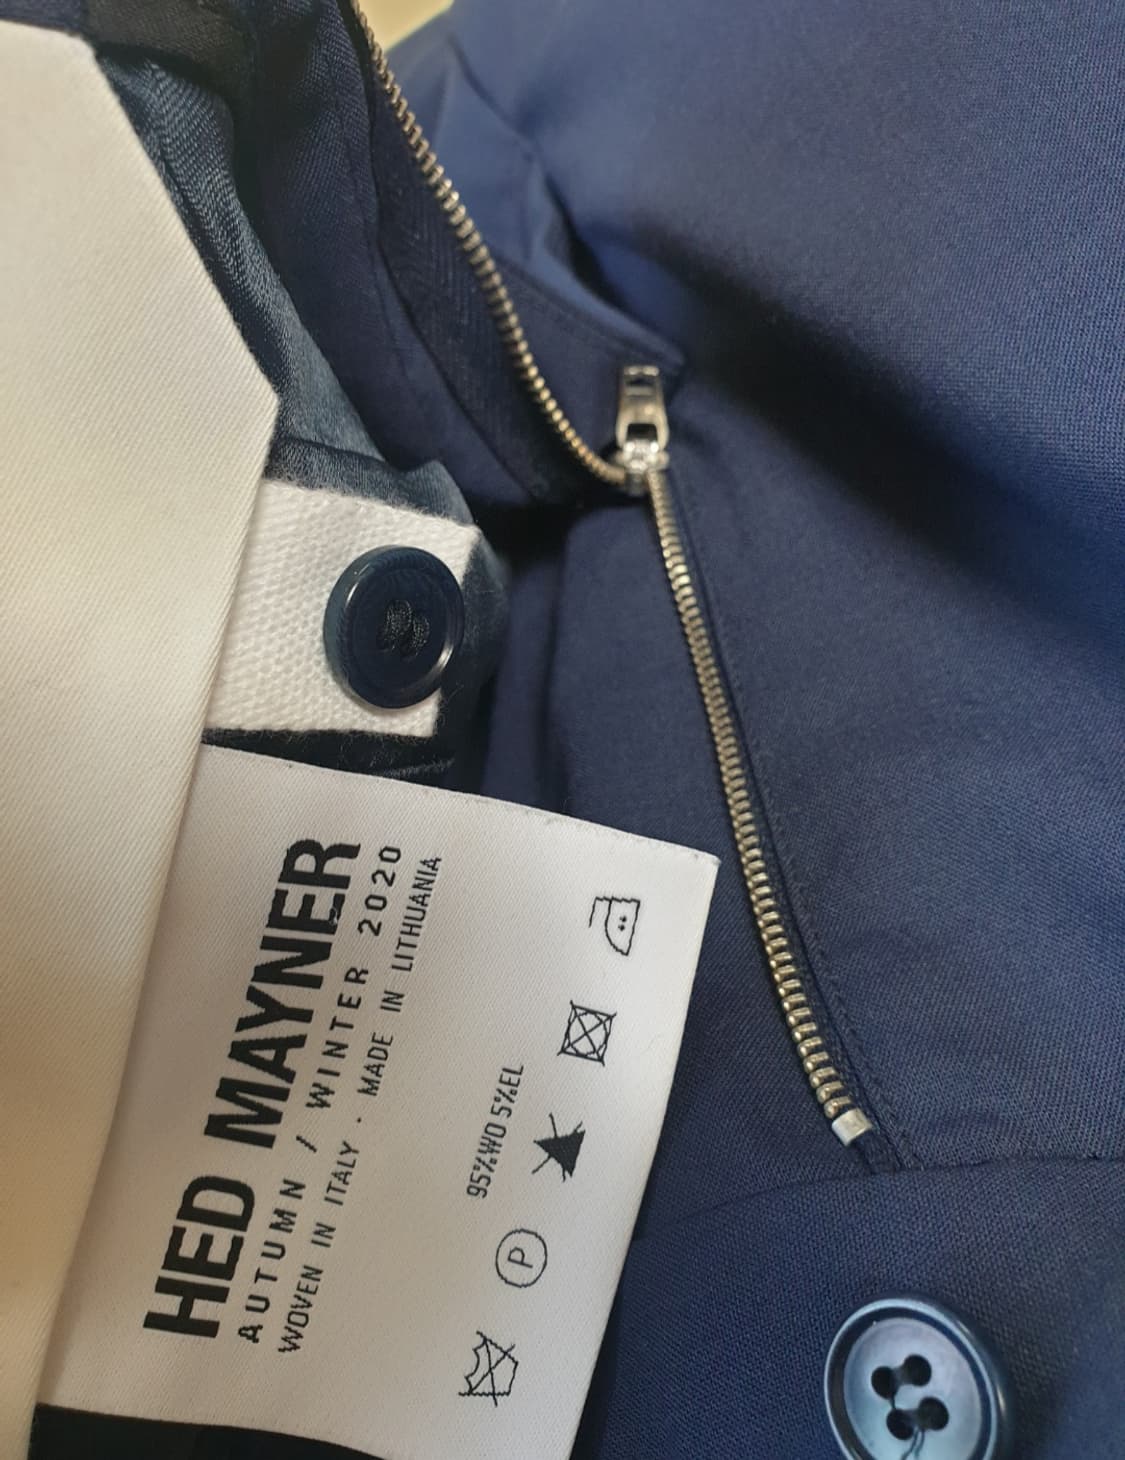 HED MAYNER
AUTUMN / WINTER 2020
WOVEN IN ITALY · MADE IN LITHUANIA
95%WO 5%EL
P